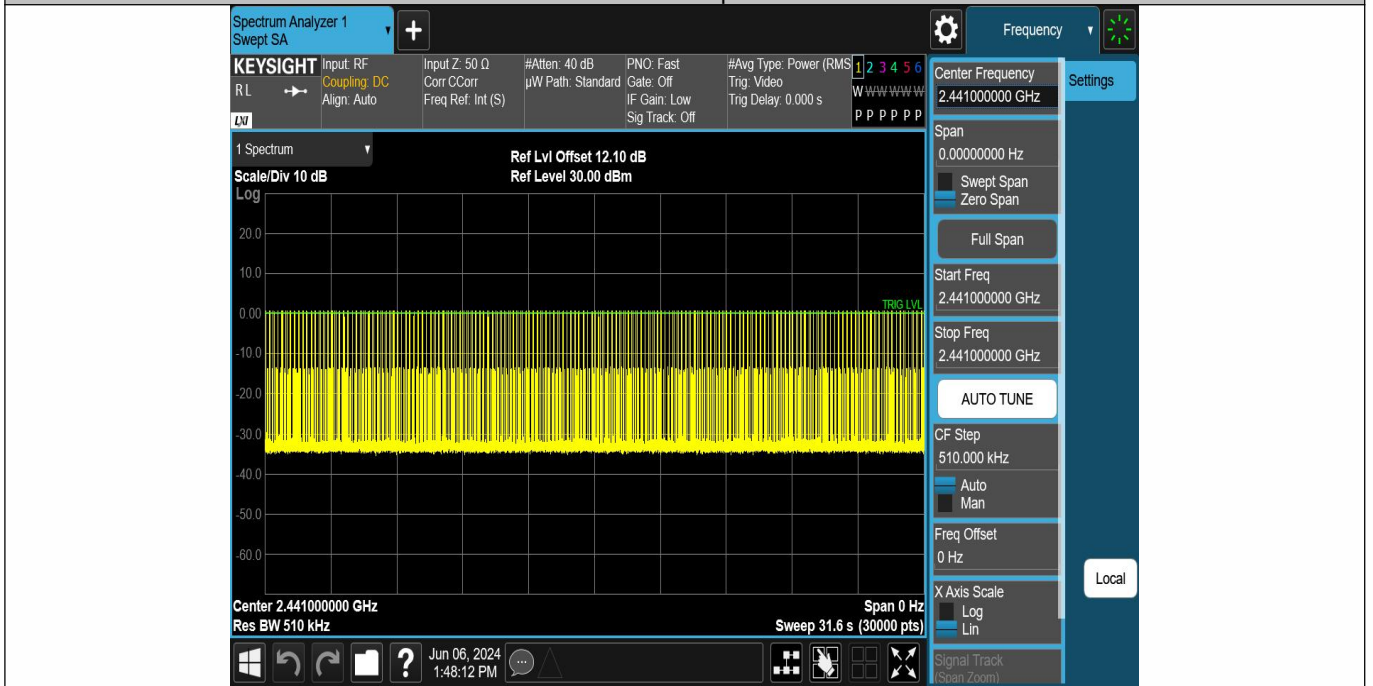 Spectrum Analyzer 1
Swept SA
+
Frequency
KEYSIGHT
RL
LXI
Input: RF
Coupling: DC
Align: Auto
Input Z: 50 Ω
Corr CCorr
Freq Ref: Int (S)
#Atten: 40 dB
µW Path: Standard
PNO: Fast
Gate: Off
IF Gain: Low
Sig Track: Off
#Avg Type: Power (RMS
Trig: Video
Trig Delay: 0.000 s
1 2 3 4 5 6
W W W W W W
P P P P P P
Center Frequency
2.441000000 GHz
Settings
Span
0.00000000 Hz
Swept Span
Zero Span
Full Span
Start Freq
2.441000000 GHz
Stop Freq
2.441000000 GHz
AUTO TUNE
CF Step
510.000 kHz
Auto
Man
Freq Offset
0 Hz
X Axis Scale
Log
Lin
Signal Track
(Span Zoom)
Local
1 Spectrum
Scale/Div 10 dB
Ref Lvl Offset 12.10 dB
Ref Level 30.00 dBm
Log
20.0
10.0
0.00
-10.0
-20.0
-30.0
-40.0
-50.0
-60.0
TRIG LVL
Center 2.441000000 GHz
Res BW 510 kHz
Span 0 Hz
Sweep 31.6 s (30000 pts)
?
Jun 06, 2024
1:48:12 PM